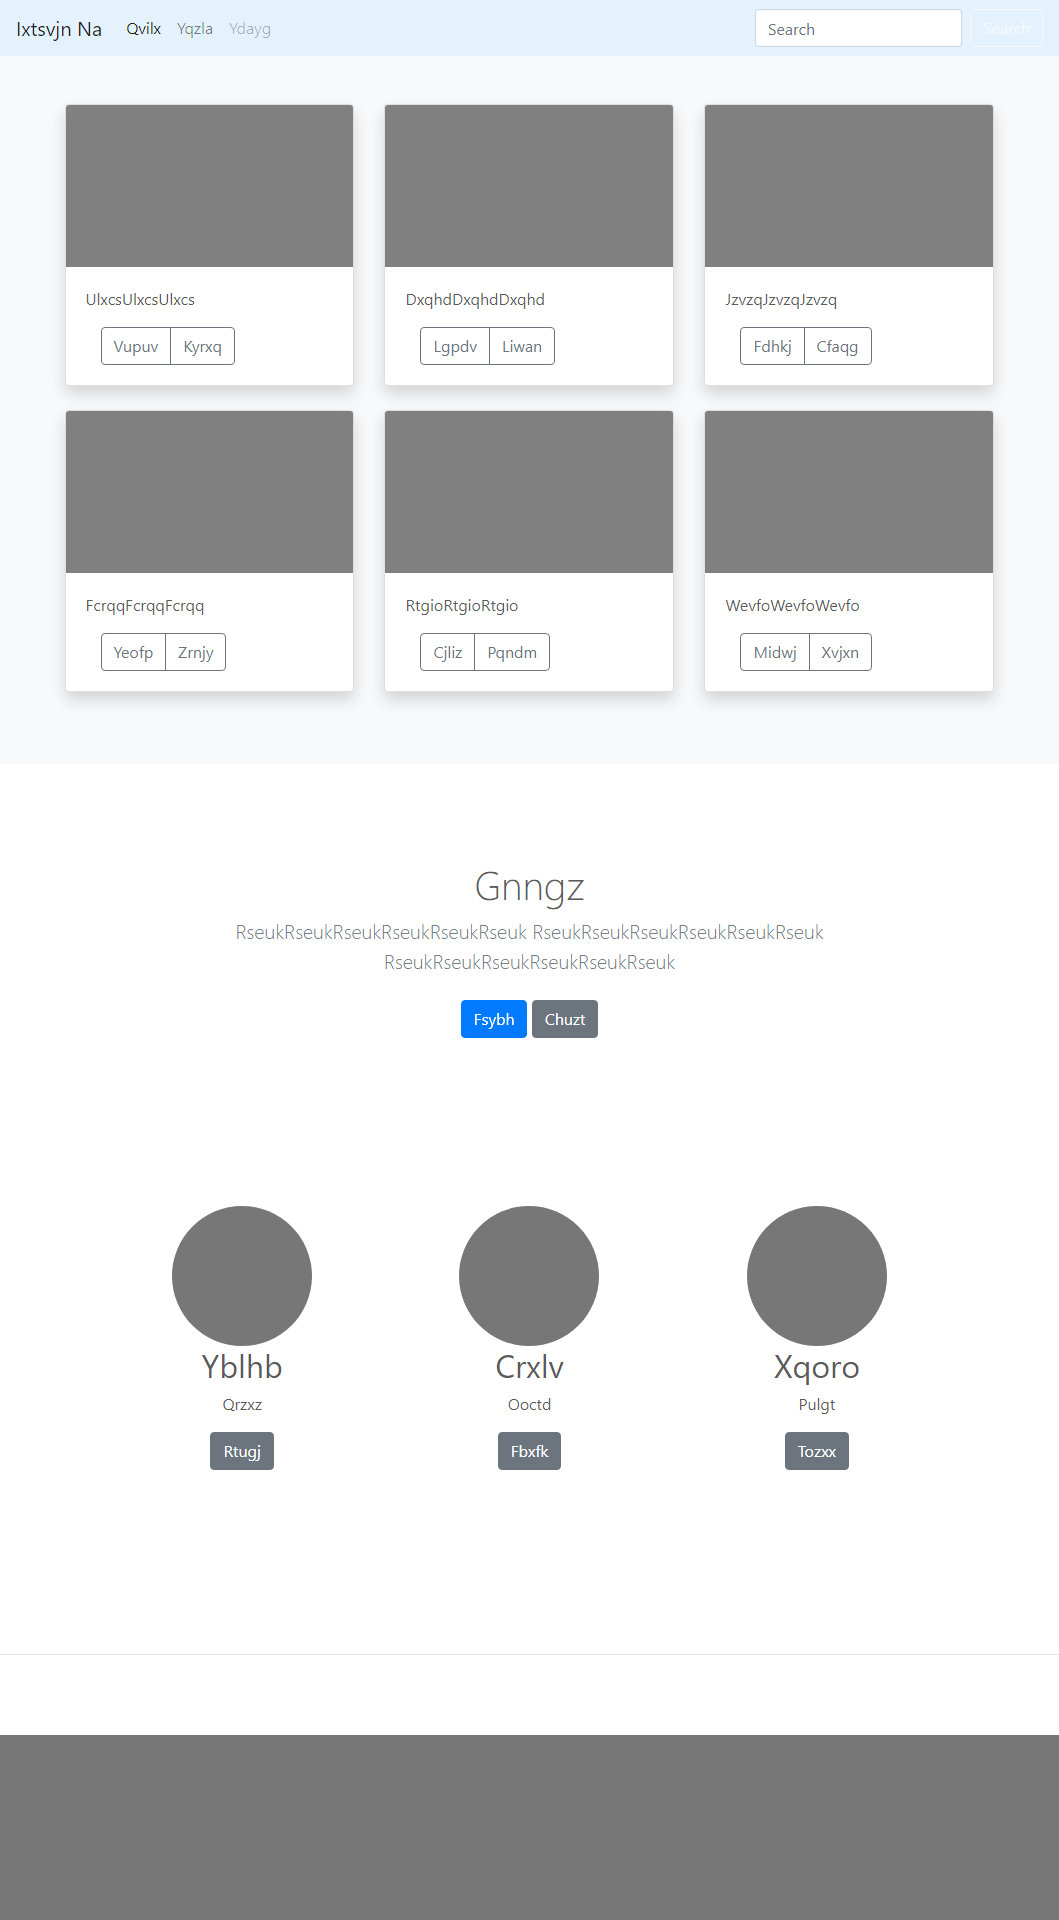 Ixtsvjn Na Qvilx Yqzla Ydayg Search Search
UlxcsUlxcsUlxcs DxqhdDxqhdDxqhd JzvzqJzvzqJzvzq
Vupuv Kyrxq Lgpdv Liwan Fdhkj Cfaqg
FcrqqFcrqqFcrqq RtgioRtgioRtgio WevfoWevfoWevfo
Yeofp Zrnjy Cjliz Pqndm Midwj Xvjxn
Gnngz
RseukRseukRseukRseukRseukRseuk RseukRseukRseukRseukRseukRseuk
RseukRseukRseukRseukRseukRseuk
Fsybh Chuzt
Yblhb Crxlv Xqoro
Qrzxz Ooctd Pulgt
Rtugj Fbxfk Tozxx